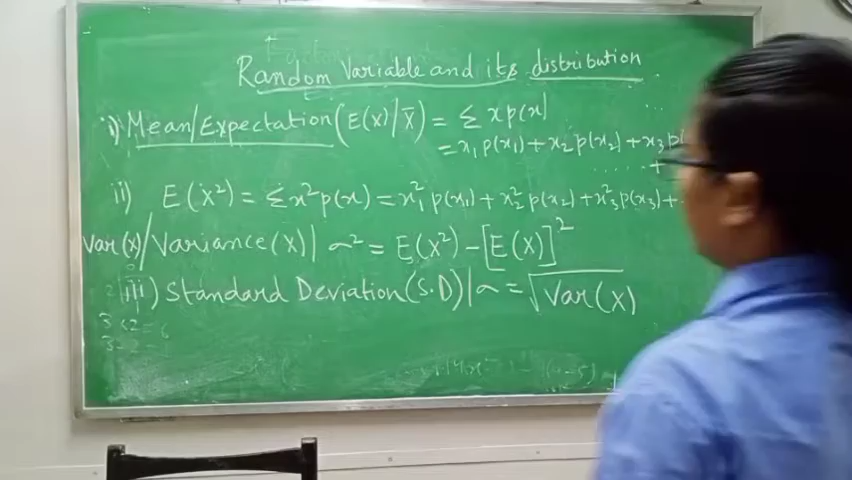 Random Variable and its distribution
i) Mean/Expectation (E(x)/x̄) = Σ x p(x)
= x₁ p(x₁) + x₂ p(x₂) + x₃ p(
..... +
ii) E(x²) = Σ x² p(x) = x₁² p(x₁) + x₂² p(x₂) + x₃² p(x₃) +
Var(x)/Variance(x)| σ² = E(x²) - [E(x)]²
iii) Standard Deviation (S.D)| σ = √Var(x)